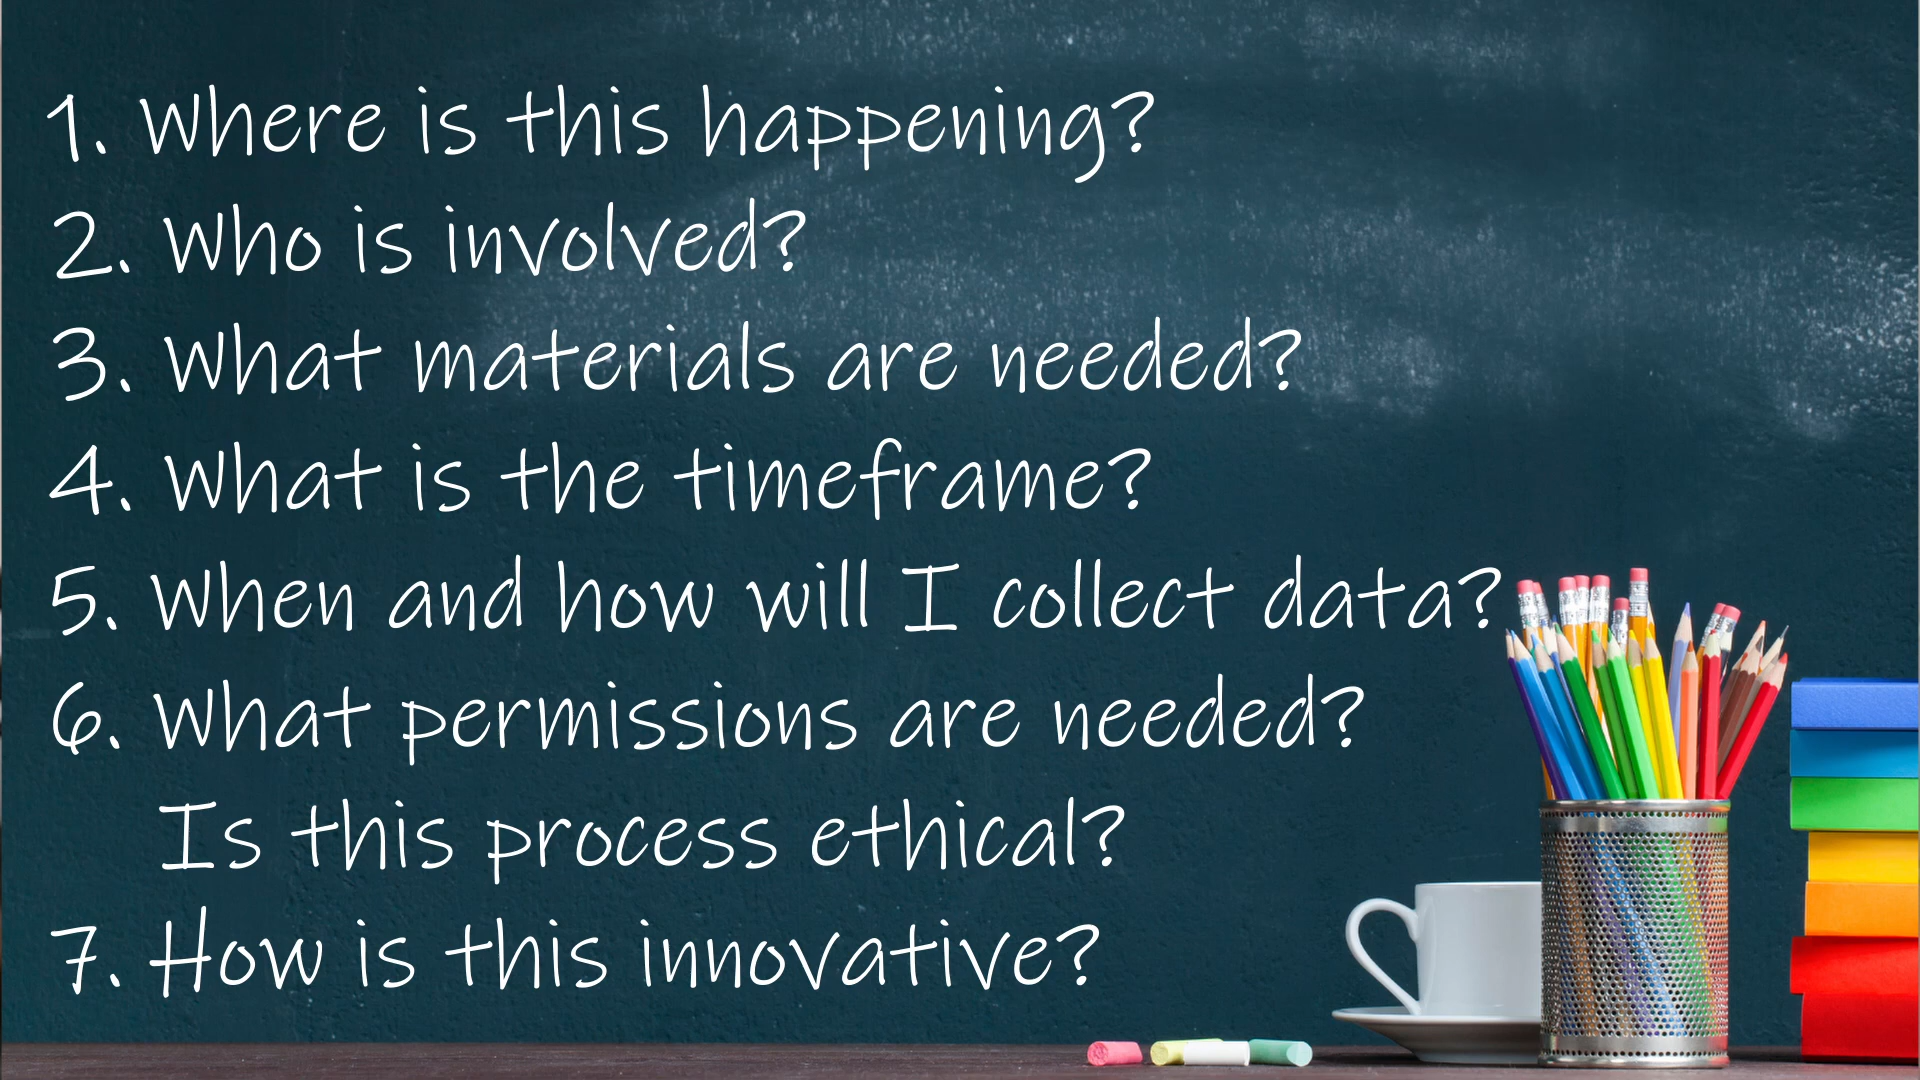 1. Where is this happening?
2. Who is involved?
3. What materials are needed?
4. What is the timeframe?
5. When and how will I collect data?
6. What permissions are needed?
Is this process ethical?
7. How is this innovative?